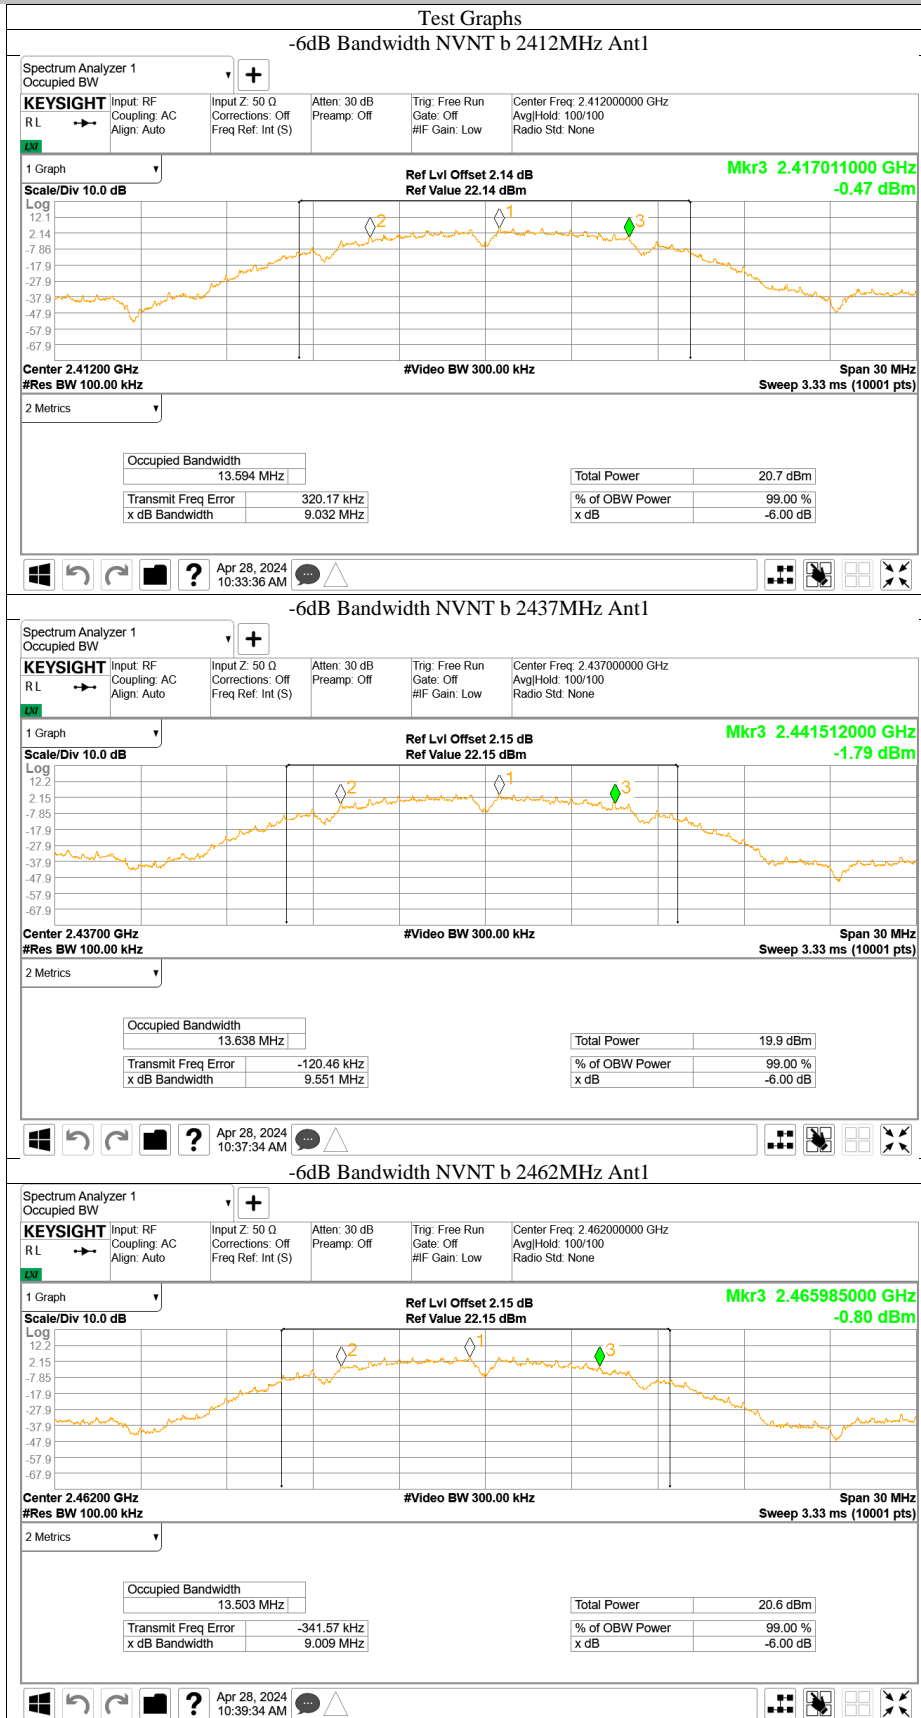 Test Graphs
-6dB Bandwidth NVNT b 2412MHz Ant1
Spectrum Analyzer 1
Occupied BW
KEYSIGHT
R L
LXI
Input: RF
Coupling: AC
Align: Auto
Input Z: 50 Ω
Corrections: Off
Freq Ref: Int (S)
Atten: 30 dB
Preamp: Off
Trig: Free Run
Gate: Off
#IF Gain: Low
Center Freq: 2.412000000 GHz
Avg|Hold: 100/100
Radio Std: None
1 Graph
Scale/Div 10.0 dB
Ref Lvl Offset 2.14 dB
Ref Value 22.14 dBm
Mkr3 2.417011000 GHz
-0.47 dBm
Log
12.1
2.14
-7.86
-17.9
-27.9
-37.9
-47.9
-57.9
-67.9
2
1
3
Center 2.41200 GHz
#Res BW 100.00 kHz
#Video BW 300.00 kHz
Span 30 MHz
Sweep 3.33 ms (10001 pts)
2 Metrics
Occupied Bandwidth
13.594 MHz
Transmit Freq Error 320.17 kHz
x dB Bandwidth 9.032 MHz
Total Power 20.7 dBm
% of OBW Power 99.00 %
x dB -6.00 dB
?
Apr 28, 2024
10:33:36 AM
-6dB Bandwidth NVNT b 2437MHz Ant1
Spectrum Analyzer 1
Occupied BW
KEYSIGHT
R L
LXI
Input: RF
Coupling: AC
Align: Auto
Input Z: 50 Ω
Corrections: Off
Freq Ref: Int (S)
Atten: 30 dB
Preamp: Off
Trig: Free Run
Gate: Off
#IF Gain: Low
Center Freq: 2.437000000 GHz
Avg|Hold: 100/100
Radio Std: None
1 Graph
Scale/Div 10.0 dB
Ref Lvl Offset 2.15 dB
Ref Value 22.15 dBm
Mkr3 2.441512000 GHz
-1.79 dBm
Log
12.2
2.15
-7.85
-17.9
-27.9
-37.9
-47.9
-57.9
-67.9
2
1
3
Center 2.43700 GHz
#Res BW 100.00 kHz
#Video BW 300.00 kHz
Span 30 MHz
Sweep 3.33 ms (10001 pts)
2 Metrics
Occupied Bandwidth
13.638 MHz
Transmit Freq Error -120.46 kHz
x dB Bandwidth 9.551 MHz
Total Power 19.9 dBm
% of OBW Power 99.00 %
x dB -6.00 dB
?
Apr 28, 2024
10:37:34 AM
-6dB Bandwidth NVNT b 2462MHz Ant1
Spectrum Analyzer 1
Occupied BW
KEYSIGHT
R L
LXI
Input: RF
Coupling: AC
Align: Auto
Input Z: 50 Ω
Corrections: Off
Freq Ref: Int (S)
Atten: 30 dB
Preamp: Off
Trig: Free Run
Gate: Off
#IF Gain: Low
Center Freq: 2.462000000 GHz
Avg|Hold: 100/100
Radio Std: None
1 Graph
Scale/Div 10.0 dB
Ref Lvl Offset 2.15 dB
Ref Value 22.15 dBm
Mkr3 2.465985000 GHz
-0.80 dBm
Log
12.2
2.15
-7.85
-17.9
-27.9
-37.9
-47.9
-57.9
-67.9
2
1
3
Center 2.46200 GHz
#Res BW 100.00 kHz
#Video BW 300.00 kHz
Span 30 MHz
Sweep 3.33 ms (10001 pts)
2 Metrics
Occupied Bandwidth
13.503 MHz
Transmit Freq Error -341.57 kHz
x dB Bandwidth 9.009 MHz
Total Power 20.6 dBm
% of OBW Power 99.00 %
x dB -6.00 dB
?
Apr 28, 2024
10:39:34 AM